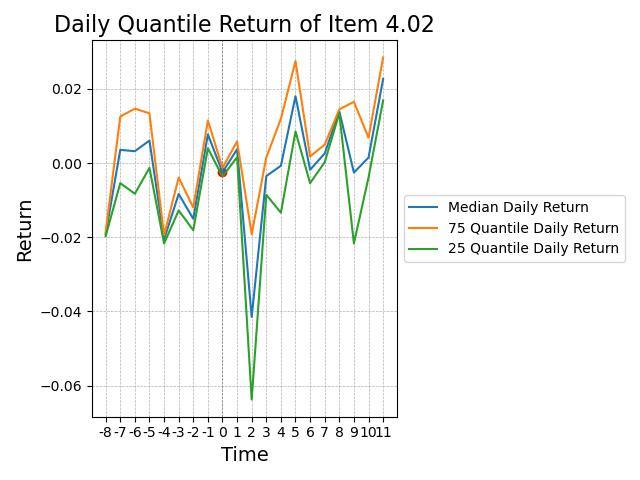 Daily Quantile Return of Item 4.02
0.02
0.00
−0.02
−0.04
−0.06
Return
-8 -7 -6 -5 -4 -3 -2 -1 0 1 2 3 4 5 6 7 8 9 10 11
Time
Median Daily Return
75 Quantile Daily Return
25 Quantile Daily Return